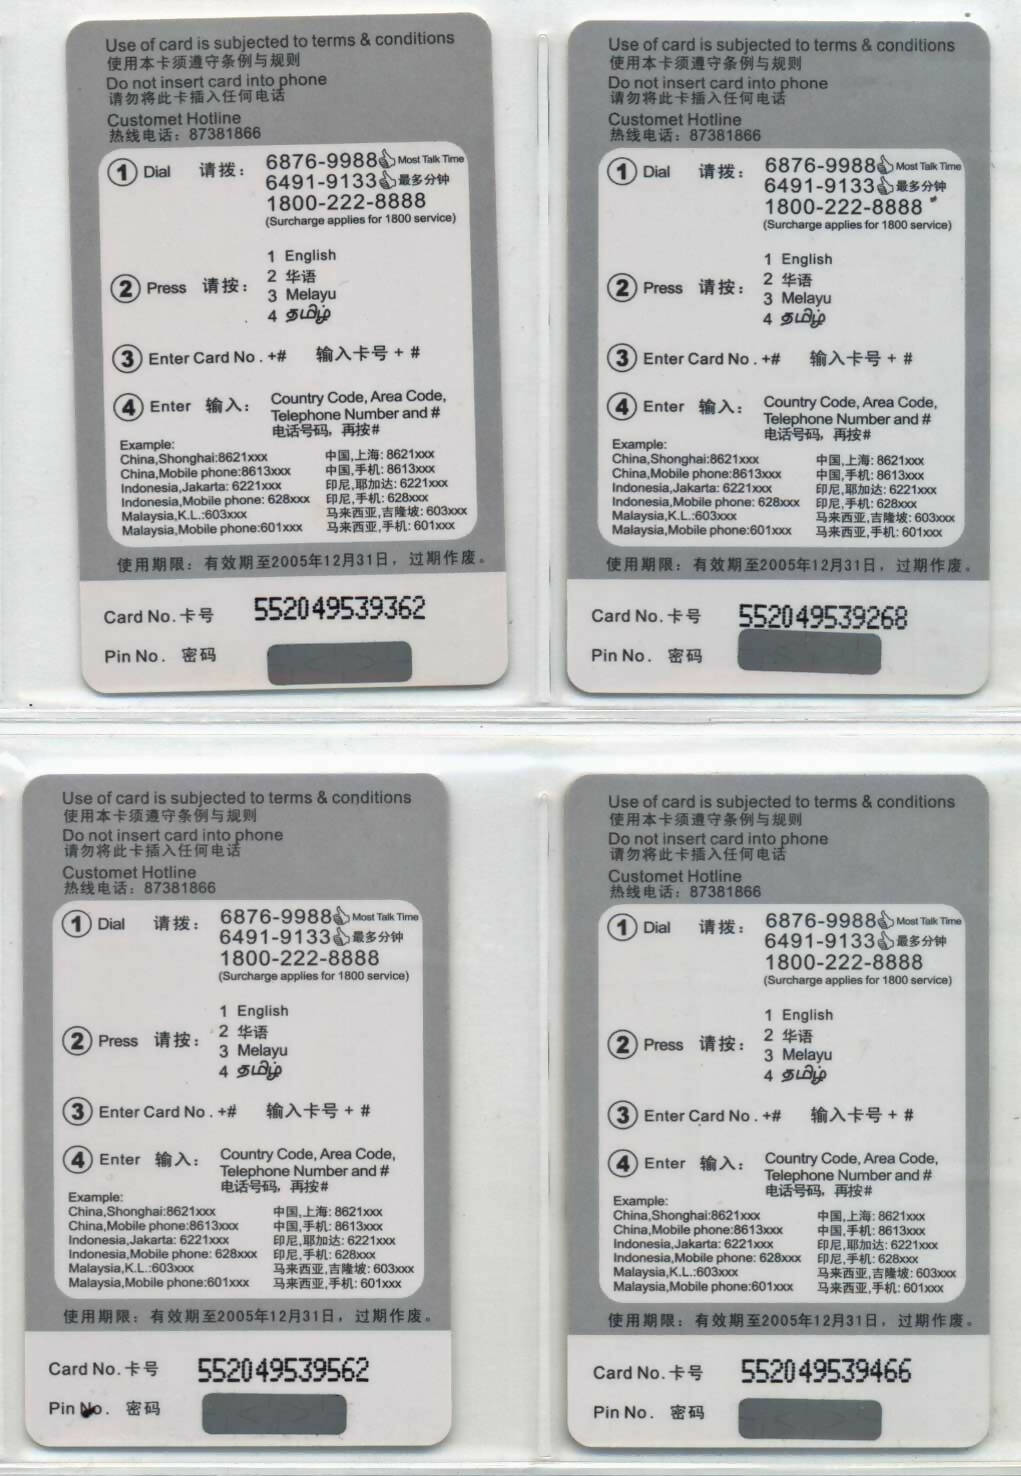 Use of card is subjected to terms & conditions
使用本卡须遵守条例与规则
Do not insert card into phone
请勿将此卡插入任何电话
Customet Hotline
热线电话：87381866
1 Dial 请拨： 6876-9988 Most Talk Time
6491-9133 最多分钟
1800-222-8888
(Surcharge applies for 1800 service)
1 English
2 Press 请按： 2 华语
3 Melayu
4 தமிழ்
3 Enter Card No . +# 输入卡号 + #
4 Enter 输入： Country Code, Area Code,
Telephone Number and #
电话号码，再按#
Example:
China,Shonghai:8621xxx 中国,上海: 8621xxx
China,Mobile phone:8613xxx 中国,手机: 8613xxx
Indonesia,Jakarta: 6221xxx 印尼,耶加达: 6221xxx
Indonesia,Mobile phone: 628xxx 印尼,手机: 628xxx
Malaysia,K.L.:603xxx 马来西亚,吉隆坡: 603xxx
Malaysia,Mobile phone:601xxx 马来西亚,手机: 601xxx
使用期限：有效期至2005年12月31日，过期作废。
Card No. 卡号 552049539362
Pin No. 密码
Use of card is subjected to terms & conditions
使用本卡须遵守条例与规则
Do not insert card into phone
请勿将此卡插入任何电话
Customet Hotline
热线电话：87381866
1 Dial 请拨： 6876-9988 Most Talk Time
6491-9133 最多分钟
1800-222-8888
(Surcharge applies for 1800 service)
1 English
2 Press 请按： 2 华语
3 Melayu
4 தமிழ்
3 Enter Card No . +# 输入卡号 + #
4 Enter 输入： Country Code, Area Code,
Telephone Number and #
电话号码，再按#
Example:
China,Shonghai:8621xxx 中国,上海: 8621xxx
China,Mobile phone:8613xxx 中国,手机: 8613xxx
Indonesia,Jakarta: 6221xxx 印尼,耶加达: 6221xxx
Indonesia,Mobile phone: 628xxx 印尼,手机: 628xxx
Malaysia,K.L.:603xxx 马来西亚,吉隆坡: 603xxx
Malaysia,Mobile phone:601xxx 马来西亚,手机: 601xxx
使用期限：有效期至2005年12月31日，过期作废。
Card No. 卡号 552049539268
Pin No. 密码
Use of card is subjected to terms & conditions
使用本卡须遵守条例与规则
Do not insert card into phone
请勿将此卡插入任何电话
Customet Hotline
热线电话：87381866
1 Dial 请拨： 6876-9988 Most Talk Time
6491-9133 最多分钟
1800-222-8888
(Surcharge applies for 1800 service)
1 English
2 Press 请按： 2 华语
3 Melayu
4 தமிழ்
3 Enter Card No . +# 输入卡号 + #
4 Enter 输入： Country Code, Area Code,
Telephone Number and #
电话号码，再按#
Example:
China,Shonghai:8621xxx 中国,上海: 8621xxx
China,Mobile phone:8613xxx 中国,手机: 8613xxx
Indonesia,Jakarta: 6221xxx 印尼,耶加达: 6221xxx
Indonesia,Mobile phone: 628xxx 印尼,手机: 628xxx
Malaysia,K.L.:603xxx 马来西亚,吉隆坡: 603xxx
Malaysia,Mobile phone:601xxx 马来西亚,手机: 601xxx
使用期限：有效期至2005年12月31日，过期作废。
Card No. 卡号 552049539562
Pin No. 密码
Use of card is subjected to terms & conditions
使用本卡须遵守条例与规则
Do not insert card into phone
请勿将此卡插入任何电话
Customet Hotline
热线电话：87381866
1 Dial 请拨： 6876-9988 Most Talk Time
6491-9133 最多分钟
1800-222-8888
(Surcharge applies for 1800 service)
1 English
2 Press 请按： 2 华语
3 Melayu
4 தமிழ்
3 Enter Card No . +# 输入卡号 + #
4 Enter 输入： Country Code, Area Code,
Telephone Number and #
电话号码，再按#
Example:
China,Shonghai:8621xxx 中国,上海: 8621xxx
China,Mobile phone:8613xxx 中国,手机: 8613xxx
Indonesia,Jakarta: 6221xxx 印尼,耶加达: 6221xxx
Indonesia,Mobile phone: 628xxx 印尼,手机: 628xxx
Malaysia,K.L.:603xxx 马来西亚,吉隆坡: 603xxx
Malaysia,Mobile phone:601xxx 马来西亚,手机: 601xxx
使用期限：有效期至2005年12月31日，过期作废。
Card No. 卡号 552049539466
Pin No. 密码